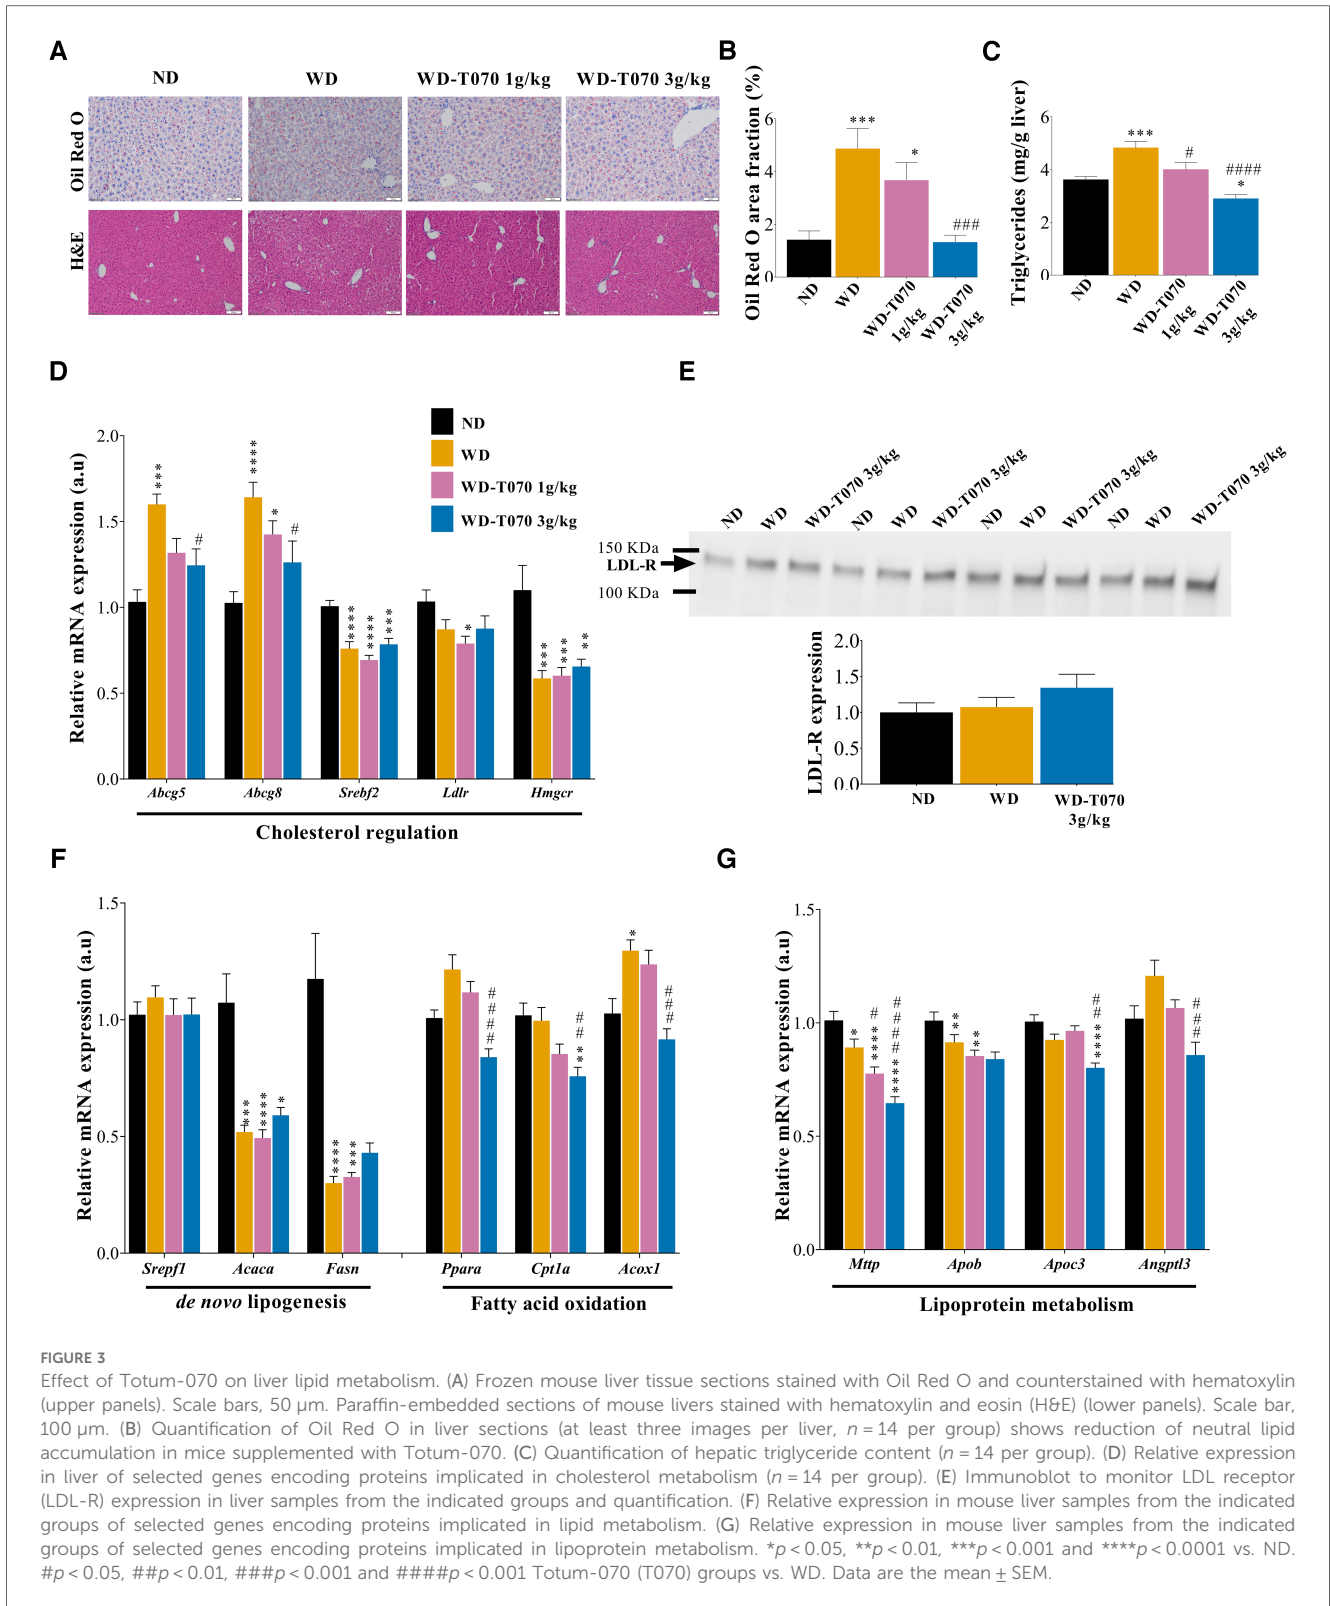 A
ND
WD
WD-T070 1g/kg
WD-T070 3g/kg
Oil Red O
H&E
B
Oil Red O area fraction (%)
6
4
2
0
***
*
###
ND
WD
WD-T070
1g/kg
WD-T070
3g/kg
C
Triglycerides (mg/g liver)
6
4
2
0
***
#
####
*
ND
WD
WD-T070
1g/kg
WD-T070
3g/kg
D
Relative mRNA expression (a.u)
2.0
1.5
1.0
0.5
0.0
ND
WD
WD-T070 1g/kg
WD-T070 3g/kg
***
#
****
*
#
****
****
***
*
***
***
**
Abcg5
Abcg8
Srebf2
Ldlr
Hmgcr
Cholesterol regulation
E
ND
WD
WD-T070 3g/kg
ND
WD
WD-T070 3g/kg
ND
WD
WD-T070 3g/kg
ND
WD
WD-T070 3g/kg
150 KDa
LDL-R
100 KDa
LDL-R expression
2.0
1.5
1.0
0.5
0.0
ND
WD
WD-T070
3g/kg
F
Relative mRNA expression (a.u)
1.5
1.0
0.5
0.0
***
****
*
****
***
####
**##
*
###
Srepf1
Acaca
Fasn
Ppara
Cpt1a
Acox1
de novo lipogenesis
Fatty acid oxidation
G
Relative mRNA expression (a.u)
1.5
1.0
0.5
0.0
*
**** #
**** ####
**
**
****##
###
Mttp
Apob
Apoc3
Angptl3
Lipoprotein metabolism
FIGURE 3
Effect of Totum-070 on liver lipid metabolism. (A) Frozen mouse liver tissue sections stained with Oil Red O and counterstained with hematoxylin
(upper panels). Scale bars, 50 µm. Paraffin-embedded sections of mouse livers stained with hematoxylin and eosin (H&E) (lower panels). Scale bar,
100 µm. (B) Quantification of Oil Red O in liver sections (at least three images per liver, n = 14 per group) shows reduction of neutral lipid
accumulation in mice supplemented with Totum-070. (C) Quantification of hepatic triglyceride content (n = 14 per group). (D) Relative expression
in liver of selected genes encoding proteins implicated in cholesterol metabolism (n = 14 per group). (E) Immunoblot to monitor LDL receptor
(LDL-R) expression in liver samples from the indicated groups and quantification. (F) Relative expression in mouse liver samples from the indicated
groups of selected genes encoding proteins implicated in lipid metabolism. (G) Relative expression in mouse liver samples from the indicated
groups of selected genes encoding proteins implicated in lipoprotein metabolism. *p < 0.05, **p < 0.01, ***p < 0.001 and ****p < 0.0001 vs. ND.
#p < 0.05, ##p < 0.01, ###p < 0.001 and ####p < 0.001 Totum-070 (T070) groups vs. WD. Data are the mean ± SEM.